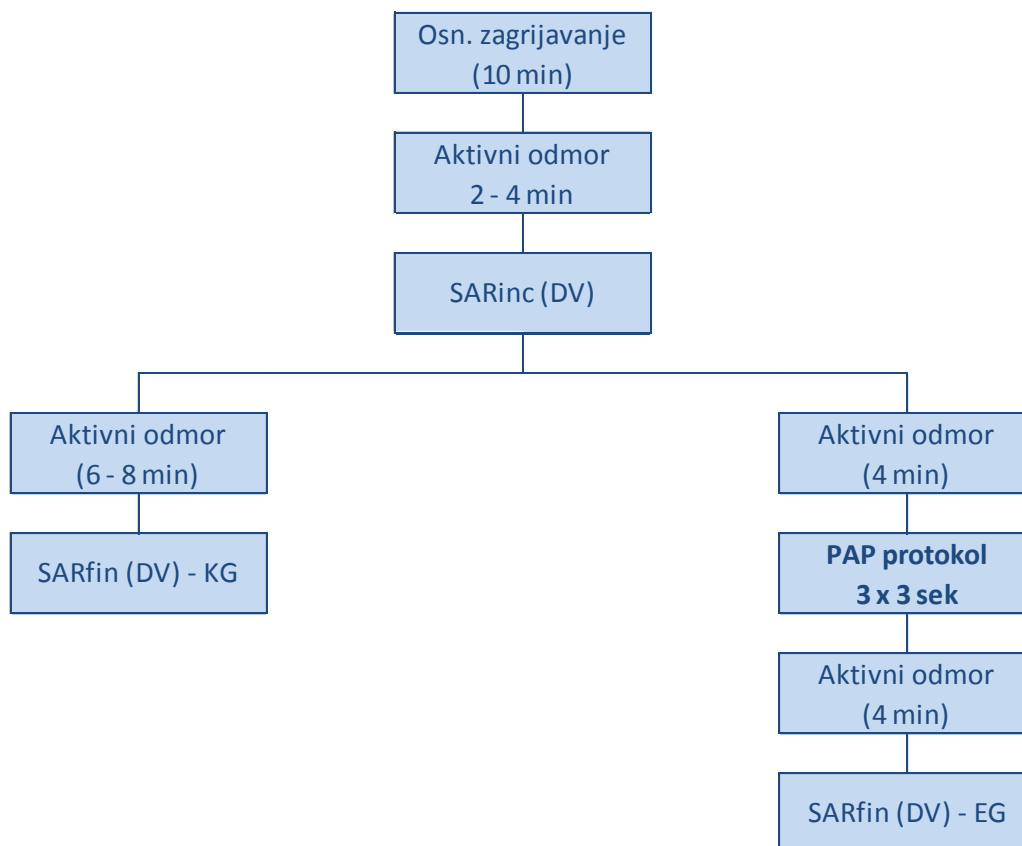 Osn. zagrijavanje
(10 min)
Aktivni odmor
2 - 4 min
SARinc (DV)
Aktivni odmor
(6 - 8 min)
SARfin (DV) - KG
Aktivni odmor
(4 min)
PAP protokol
3 x 3 sek
Aktivni odmor
(4 min)
SARfin (DV) - EG